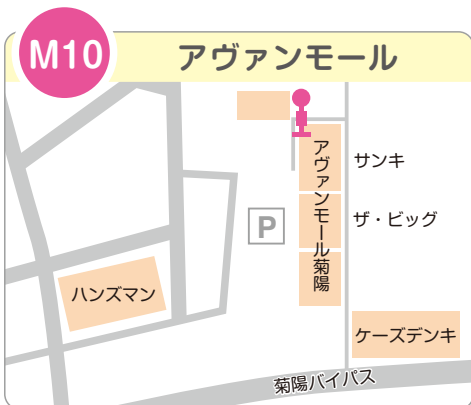 M10
アヴァンモール
サンキ
アヴァンモール菊陽
ザ・ビッグ
P
ハンズマン
ケーズデンキ
菊陽バイパス